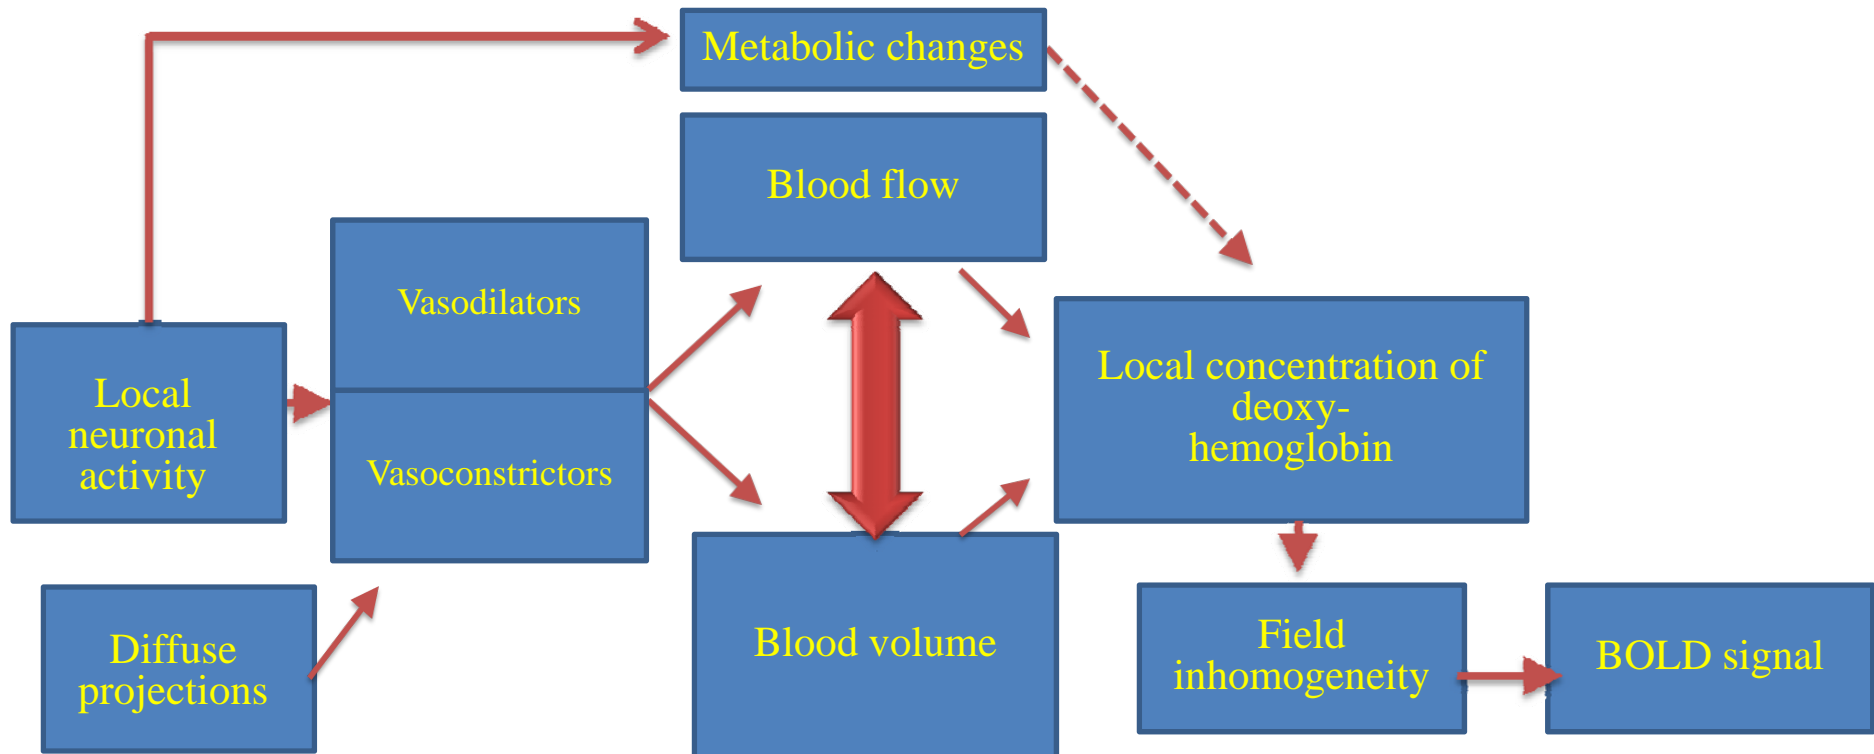 Metabolic changes
Blood flow
Vasodilators
Vasoconstrictors
Local
neuronal
activity
Diffuse
projections
Blood volume
Local concentration of
deoxy-
hemoglobin
Field
inhomogeneity
BOLD signal